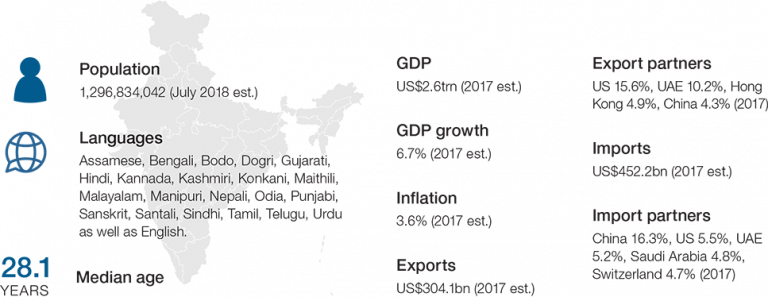 Population
1,296,834,042 (July 2018 est.)
Languages
Assamese, Bengali, Bodo, Dogri, Gujarati,
Hindi, Kannada, Kashmiri, Konkani, Maithili,
Malayalam, Manipuri, Nepali, Odia, Punjabi,
Sanskrit, Santali, Sindhi, Tamil, Telugu, Urdu
as well as English.
28.1
YEARS
Median age
GDP
US$2.6trn (2017 est.)
GDP growth
6.7% (2017 est.)
Inflation
3.6% (2017 est.)
Exports
US$304.1bn (2017 est.)
Export partners
US 15.6%, UAE 10.2%, Hong
Kong 4.9%, China 4.3% (2017)
Imports
US$452.2bn (2017 est.)
Import partners
China 16.3%, US 5.5%, UAE
5.2%, Saudi Arabia 4.8%,
Switzerland 4.7% (2017)